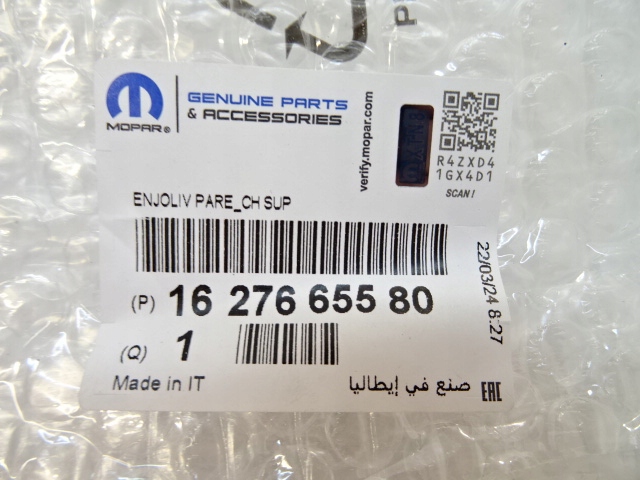 P
MOPAR®
GENUINE PARTS
& ACCESSORIES
verify.mopar.com
R4ZXD4
1GX4D1
SCAN!
ENJOLIV PARE_CH SUP
22/03/24 8:27
(P) 16 276 655 80
(Q) 1
Made in IT
صنع في إيطاليا
EAC